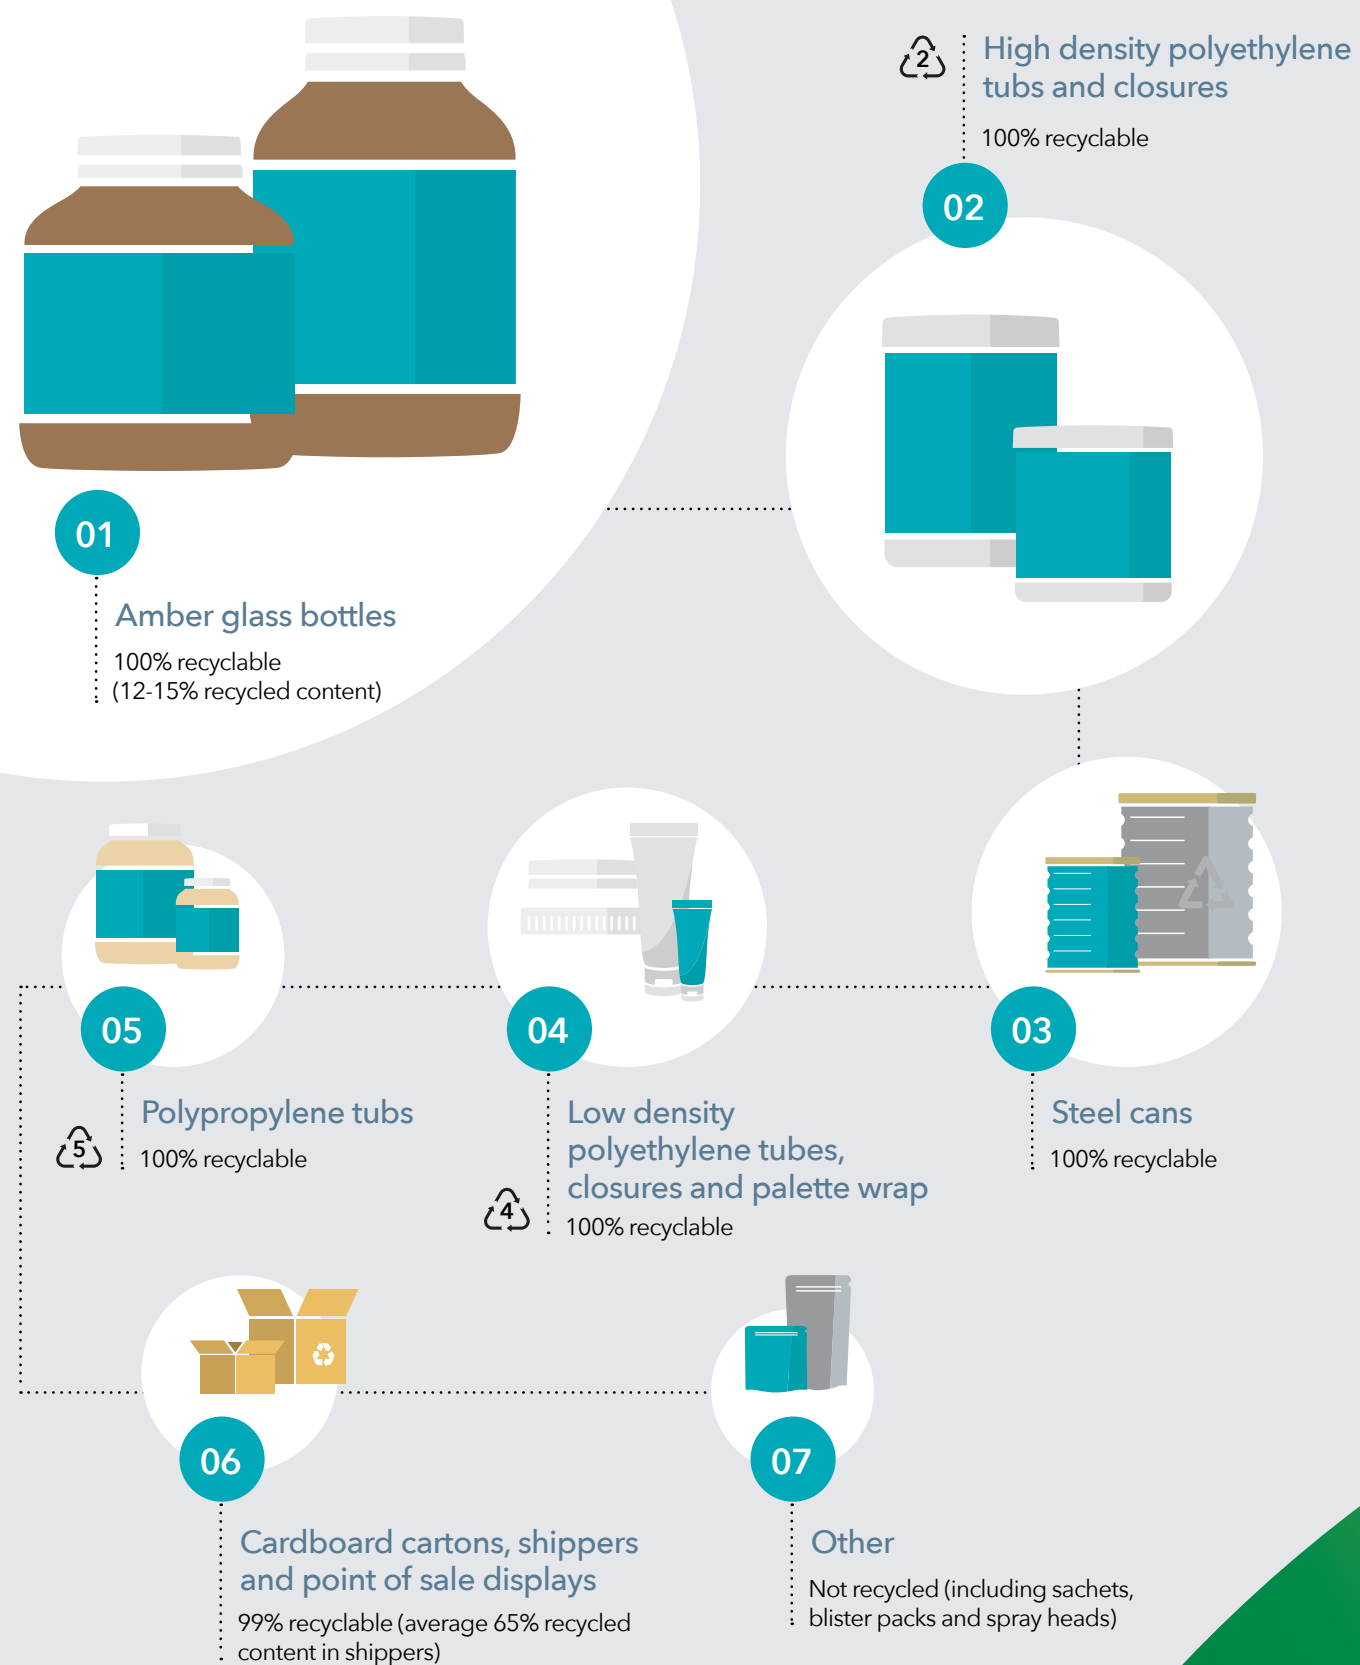 01
Amber glass bottles
100% recyclable
(12-15% recycled content)
2
High density polyethylene
tubs and closures
100% recyclable
02
03
Steel cans
100% recyclable
04
Low density
polyethylene tubes,
closures and palette wrap
4
100% recyclable
05
Polypropylene tubs
5
100% recyclable
06
Cardboard cartons, shippers
and point of sale displays
99% recyclable (average 65% recycled
content in shippers)
07
Other
Not recycled (including sachets,
blister packs and spray heads)